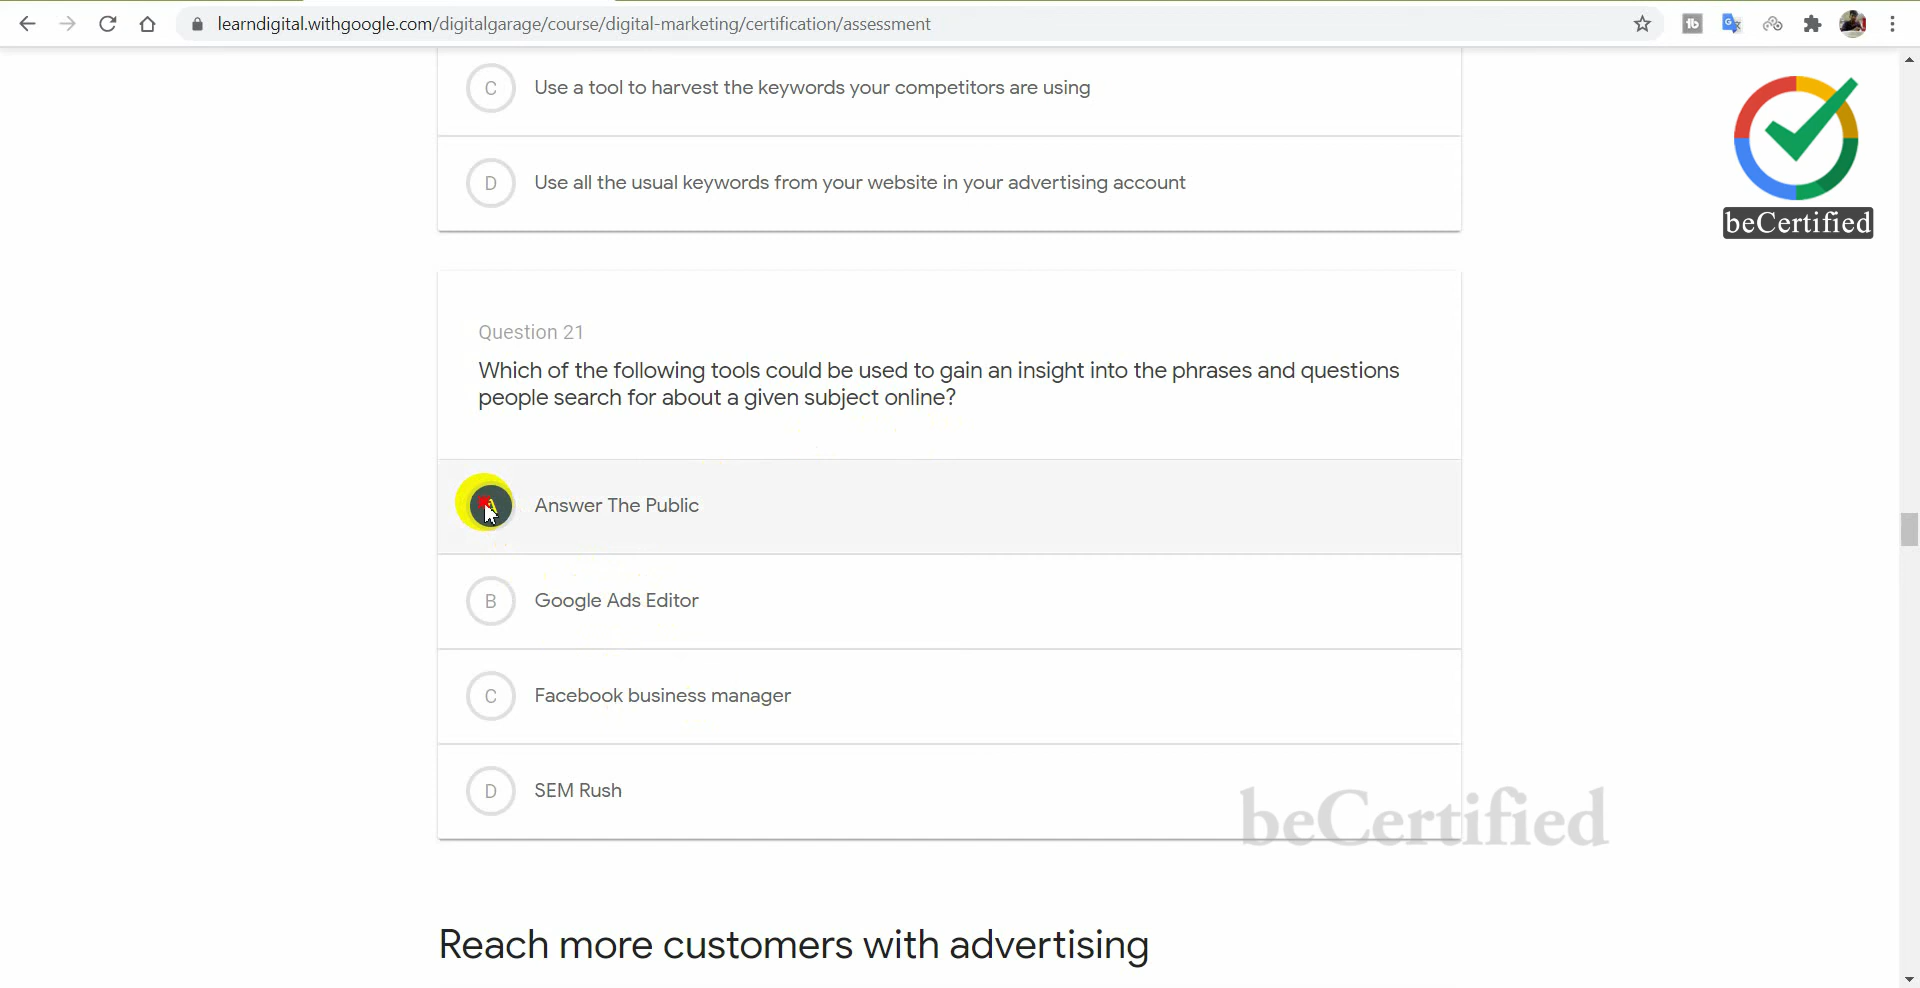 learndigital.withgoogle.com/digitalgarage/course/digital-marketing/certification/assessment
C Use a tool to harvest the keywords your competitors are using
D Use all the usual keywords from your website in your advertising account
beCertified
Question 21
Which of the following tools could be used to gain an insight into the phrases and questions
people search for about a given subject online?
Answer The Public
B Google Ads Editor
C Facebook business manager
D SEM Rush
beCertified
Reach more customers with advertising